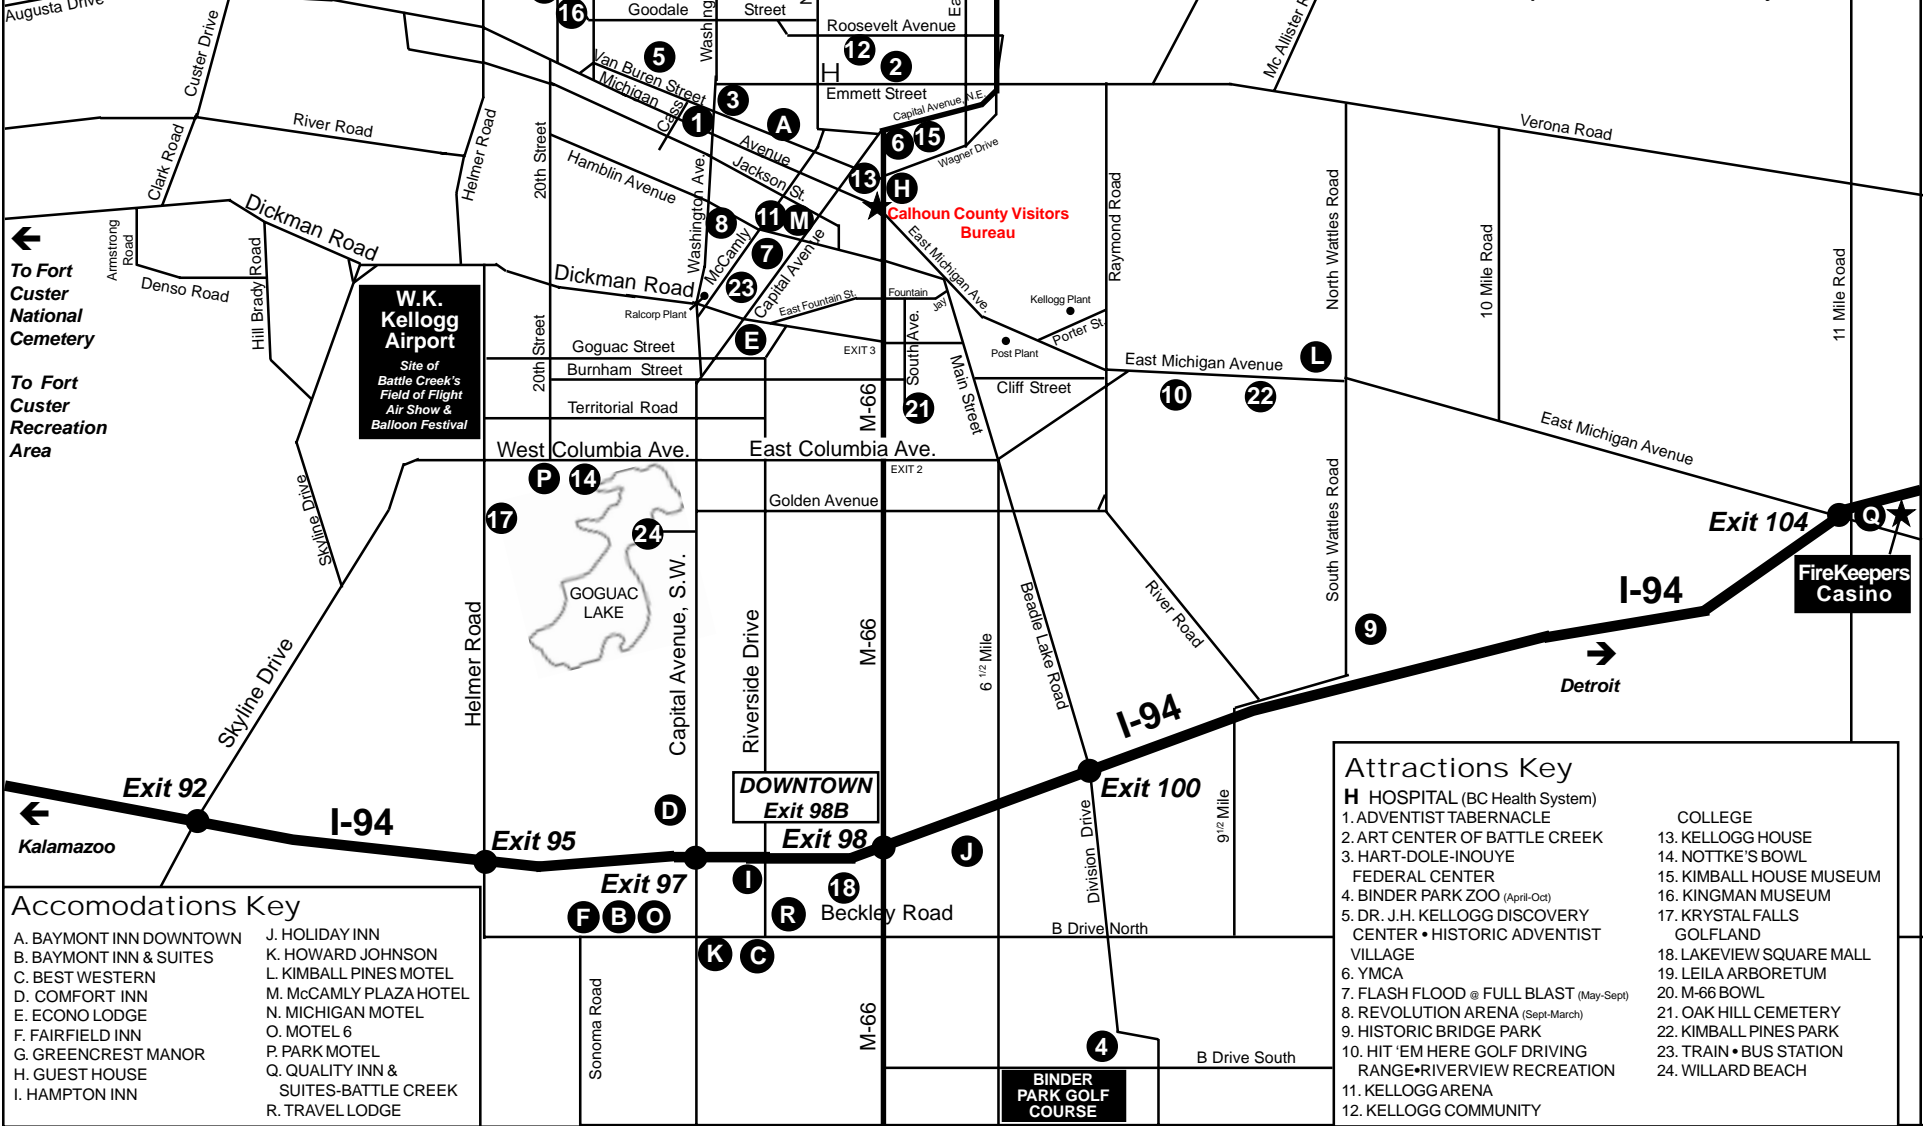 Augusta Drive
Custer Drive
16
Goodale Street
Washing
N
Ea
Roosevelt Avenue
Mc Allister R
5
12
2
H
Van Buren Street
Michigan
Avenue
Emmett Street
Capital Avenue, N.E.
3
Cass
1
A
River Road
Helmer Road
Clark Road
20th Street
Hamblin Avenue
Washington Ave.
Jackson St.
6
15
Wagner Drive
13
H
Verona Road
Calhoun County Visitors
Bureau
Raymond Road
North Wattles Road
10 Mile Road
11 Mile Road
Dickman Road
Armstrong
Road
Denso Road
Hill Brady Road
To Fort
Custer
National
Cemetery
To Fort
Custer
Recreation
Area
8
11
M
McCamly
7
23
Capital Avenue
East Michigan Ave.
Dickman Road
Ralcorp Plant
East Fountain St.
Fountain
Jay
Kellogg Plant
Porter St.
Post Plant
W.K.
Kellogg
Airport
Site of
Battle Creek's
Field of Flight
Air Show &
Balloon Festival
20th Street
Goguac Street
E
EXIT 3
South Ave.
Burnham Street
Main Street
Cliff Street
East Michigan Avenue
L
10
22
Territorial Road
M-66
21
East Michigan Avenue
West Columbia Ave.
East Columbia Ave.
EXIT 2
P
14
17
24
Golden Avenue
Skyline Drive
South Wattles Road
Exit 104
Q
FireKeepers
Casino
GOGUAC
LAKE
Helmer Road
Capital Avenue, S.W.
Riverside Drive
M-66
6 1/2 Mile
Beadle Lake Road
River Road
9
I-94
Detroit
Skyline Drive
I-94
Exit 92
Kalamazoo
I-94
Exit 95
D
DOWNTOWN
Exit 98B
Exit 98
Exit 97
Exit 100
J
Division Drive
9 1/2 Mile
I
18
F
B
O
R
Beckley Road
B Drive North
K
C
Sonoma Road
M-66
4
B Drive South
BINDER
PARK GOLF
COURSE
Accomodations Key
A. BAYMONT INN DOWNTOWN
B. BAYMONT INN & SUITES
C. BEST WESTERN
D. COMFORT INN
E. ECONO LODGE
F. FAIRFIELD INN
G. GREENCREST MANOR
H. GUEST HOUSE
I. HAMPTON INN
J. HOLIDAY INN
K. HOWARD JOHNSON
L. KIMBALL PINES MOTEL
M. McCAMLY PLAZA HOTEL
N. MICHIGAN MOTEL
O. MOTEL 6
P. PARK MOTEL
Q. QUALITY INN &
SUITES-BATTLE CREEK
R. TRAVEL LODGE
Attractions Key
H HOSPITAL (BC Health System)
1. ADVENTIST TABERNACLE
2. ART CENTER OF BATTLE CREEK
3. HART-DOLE-INOUYE
FEDERAL CENTER
4. BINDER PARK ZOO (April-Oct)
5. DR. J.H. KELLOGG DISCOVERY
CENTER • HISTORIC ADVENTIST
VILLAGE
6. YMCA
7. FLASH FLOOD @ FULL BLAST (May-Sept)
8. REVOLUTION ARENA (Sept-March)
9. HISTORIC BRIDGE PARK
10. HIT 'EM HERE GOLF DRIVING
RANGE•RIVERVIEW RECREATION
11. KELLOGG ARENA
12. KELLOGG COMMUNITY
COLLEGE
13. KELLOGG HOUSE
14. NOTTKE'S BOWL
15. KIMBALL HOUSE MUSEUM
16. KINGMAN MUSEUM
17. KRYSTAL FALLS
GOLFLAND
18. LAKEVIEW SQUARE MALL
19. LEILA ARBORETUM
20. M-66 BOWL
21. OAK HILL CEMETERY
22. KIMBALL PINES PARK
23. TRAIN • BUS STATION
24. WILLARD BEACH